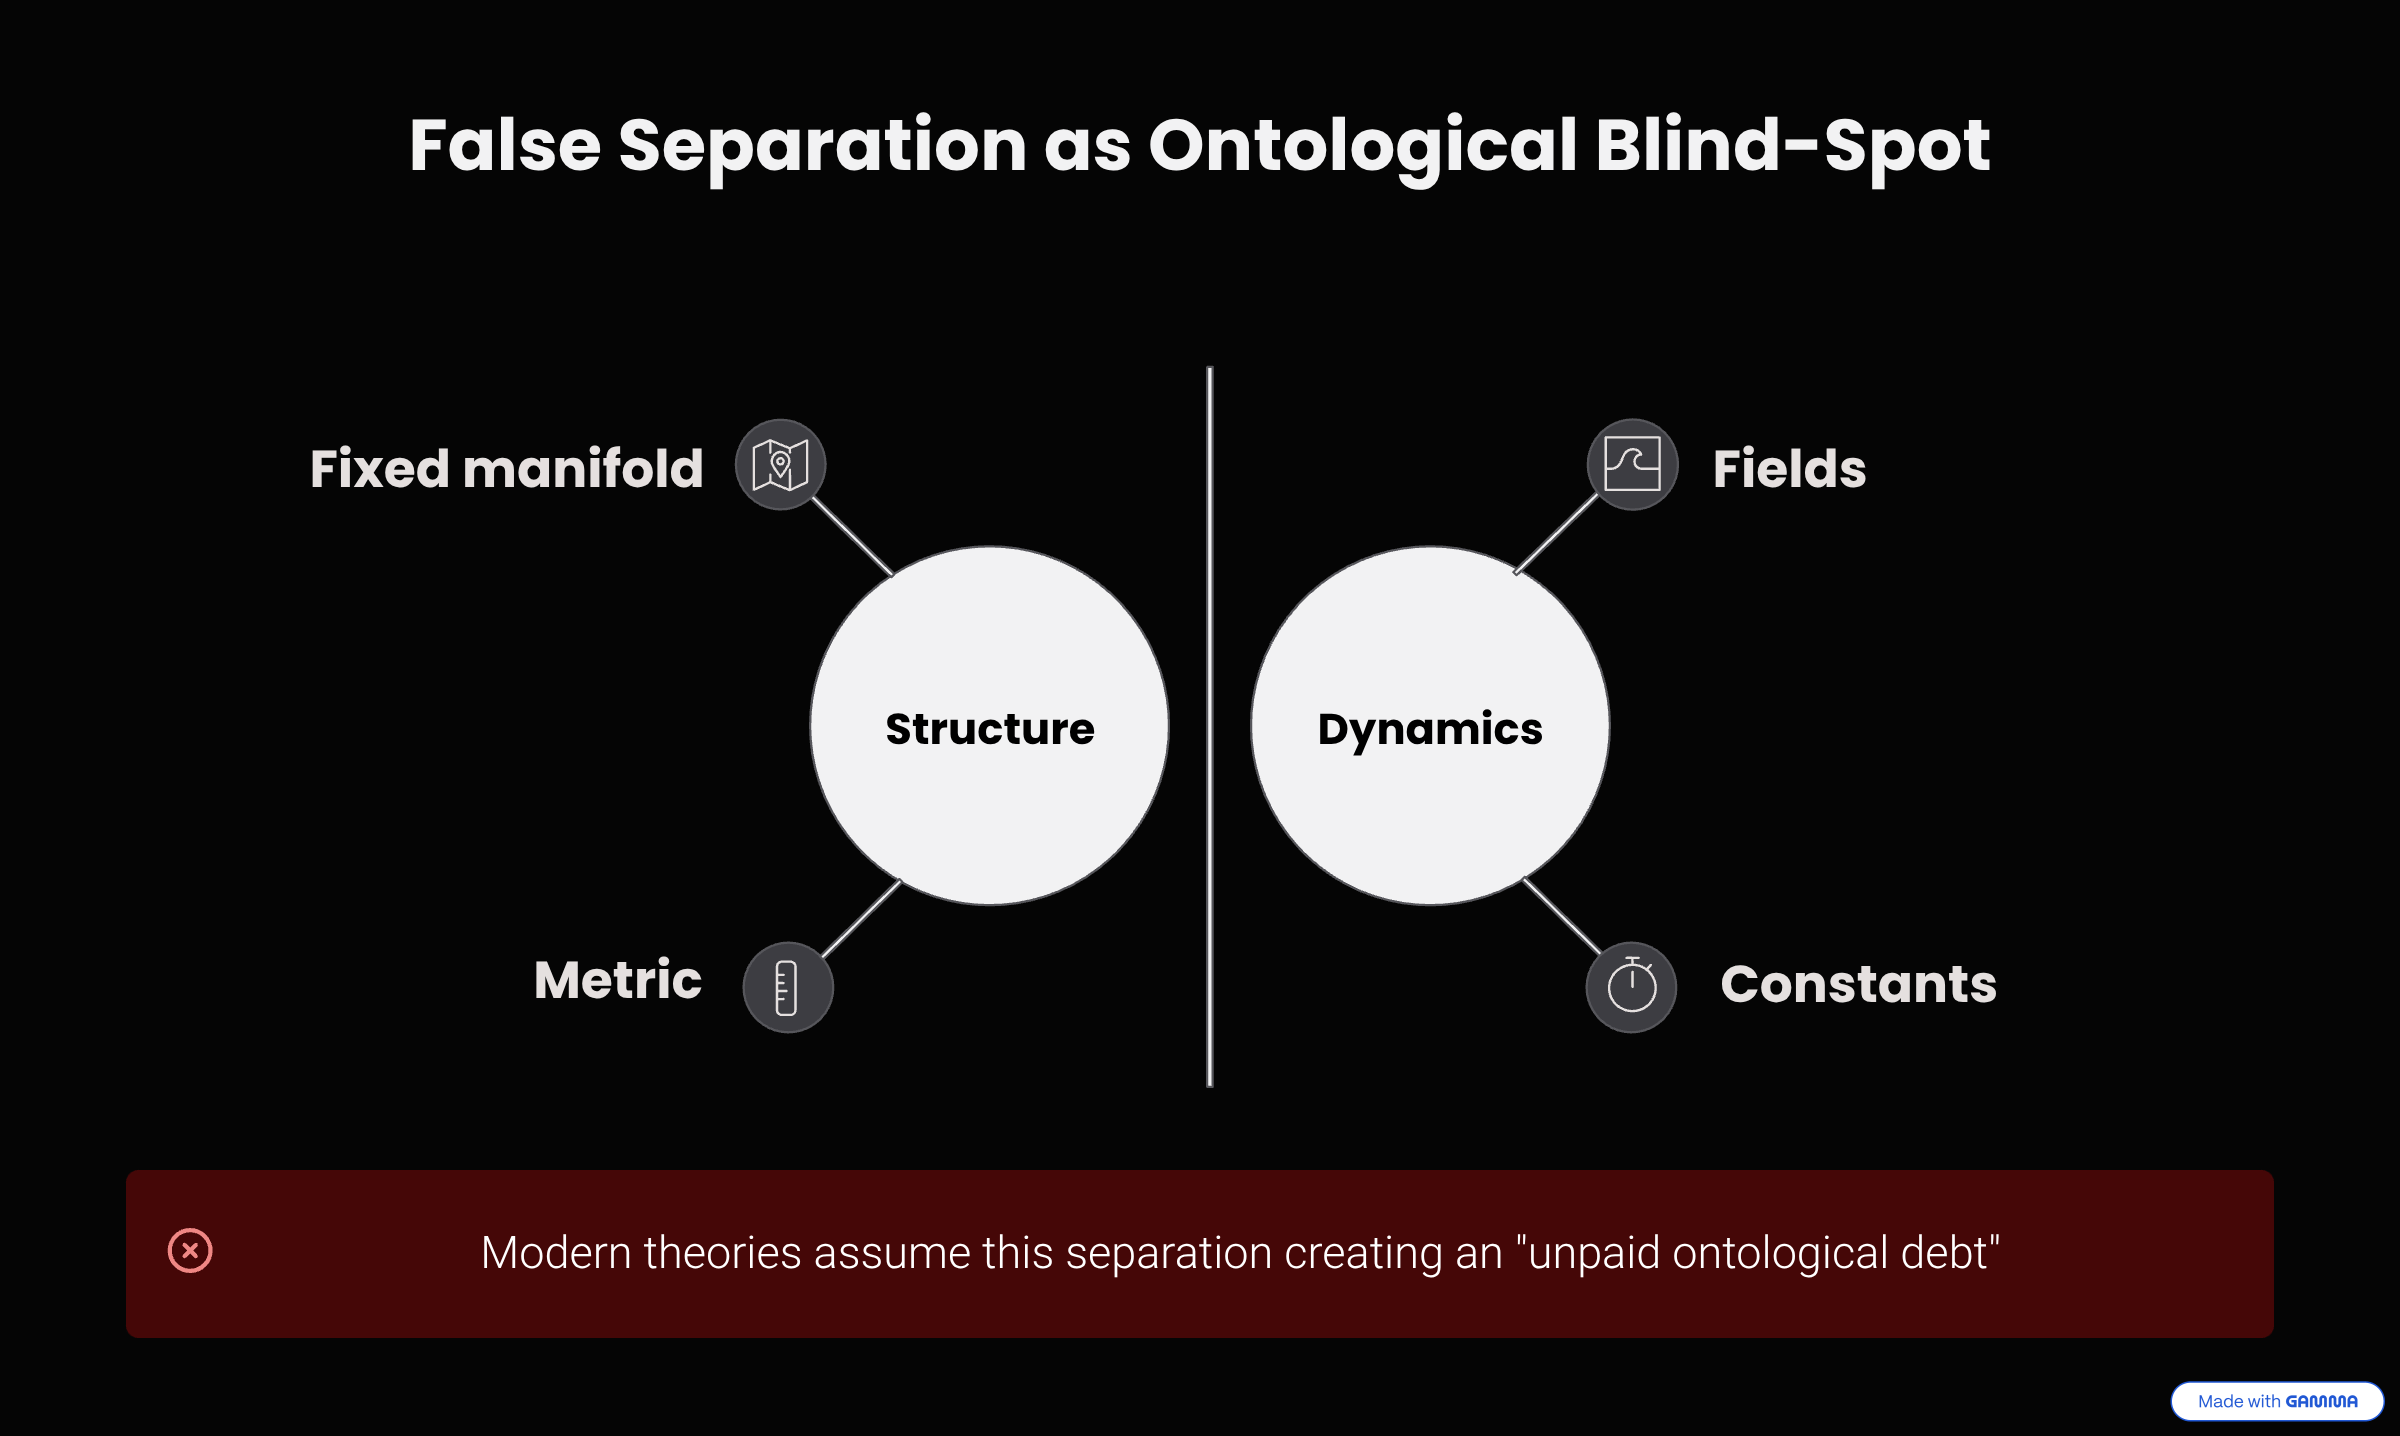 False Separation as Ontological Blind-Spot
Fixed manifold
Fields
Structure
Dynamics
Metric
Constants
Modern theories assume this separation creating an "unpaid ontological debt"
Made with GAMMA